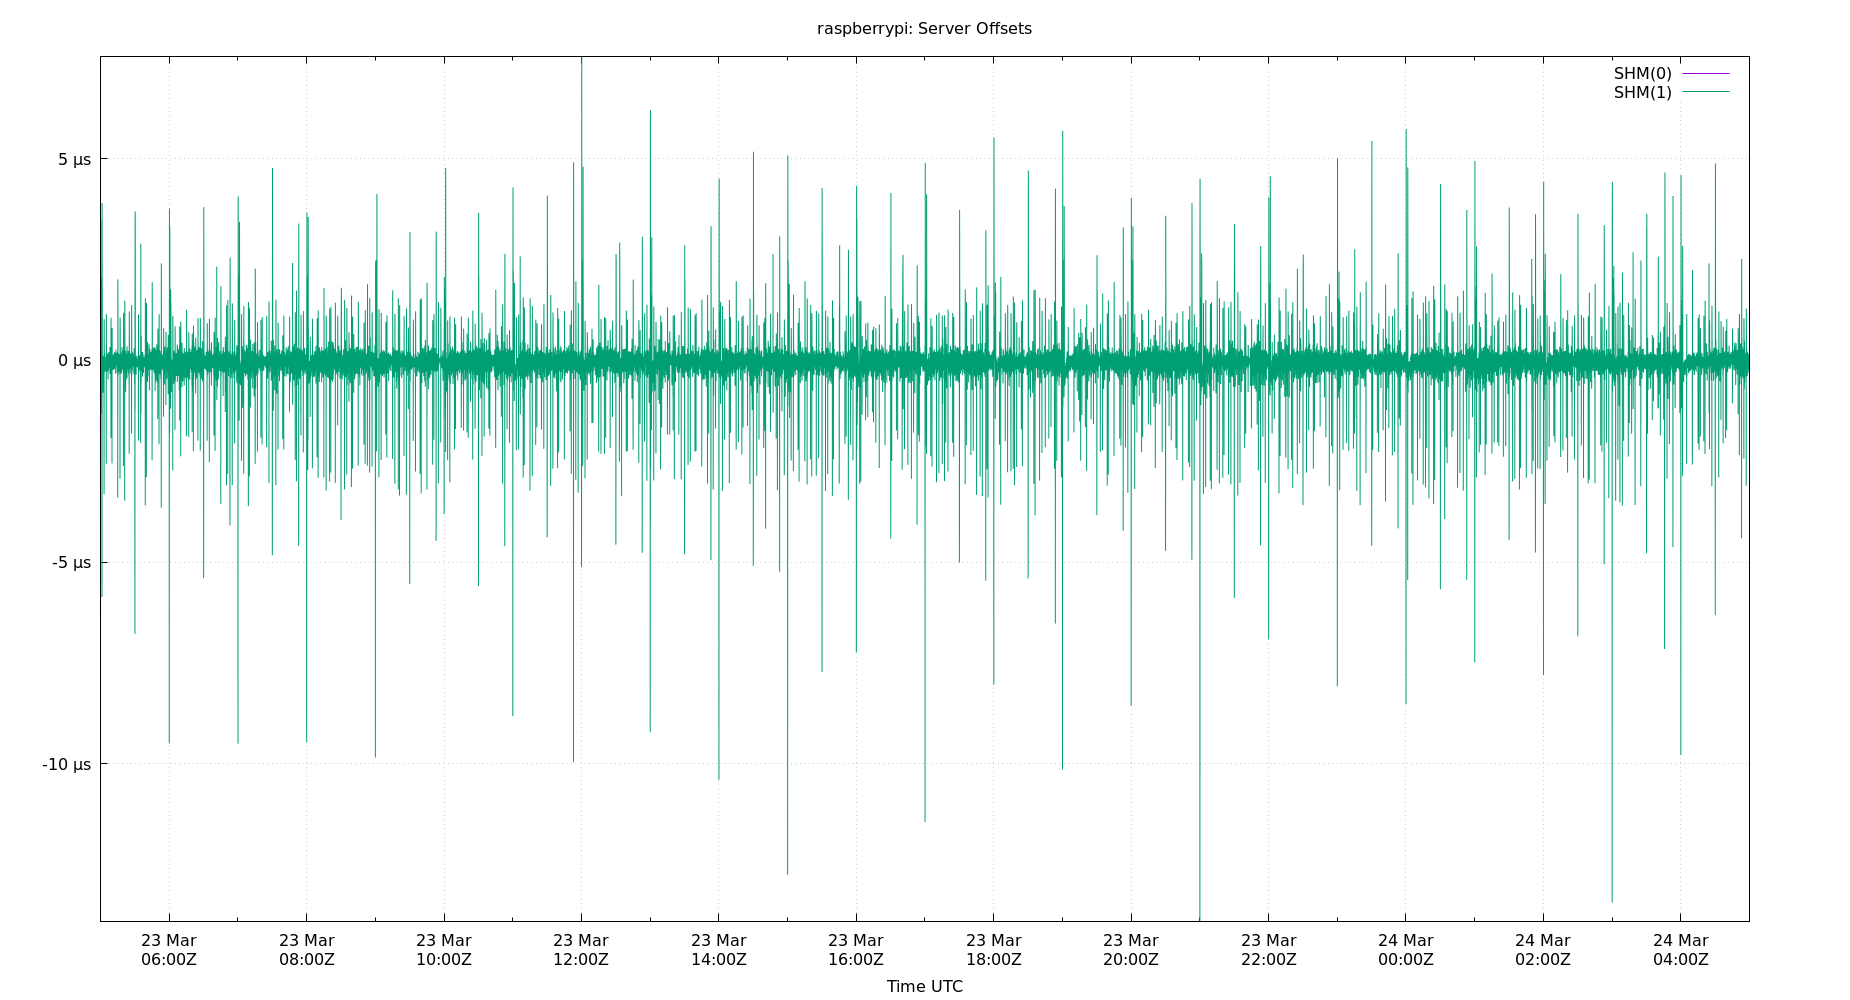 raspberrypi: Server Offsets
SHM(0)
SHM(1)
5 µs
0 µs
-5 µs
-10 µs
23 Mar 23 Mar 23 Mar 23 Mar 23 Mar 23 Mar 23 Mar 23 Mar 23 Mar 24 Mar 24 Mar 24 Mar
06:00Z 08:00Z 10:00Z 12:00Z 14:00Z 16:00Z 18:00Z 20:00Z 22:00Z 00:00Z 02:00Z 04:00Z
Time UTC